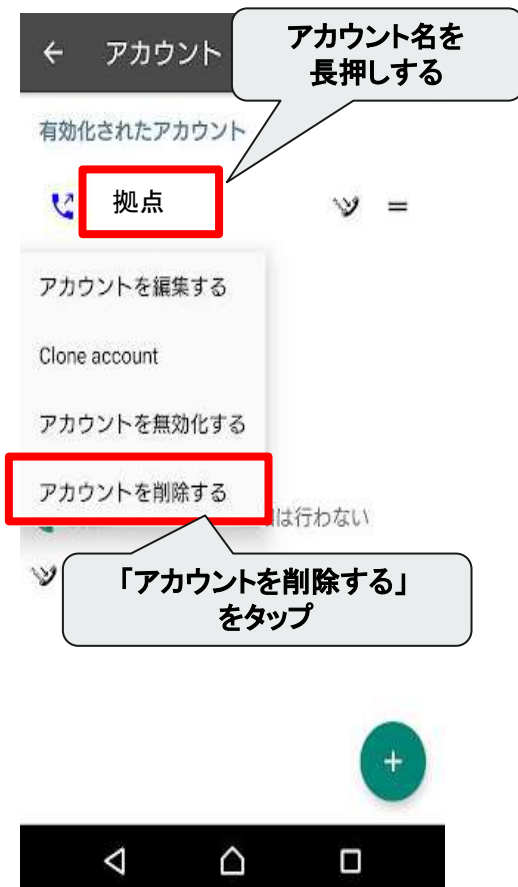 アカウント
アカウント名を
長押しする
有効化されたアカウント
拠点
アカウントを編集する
Clone account
アカウントを無効化する
アカウントを削除する
は行わない
「アカウントを削除する」
をタップ